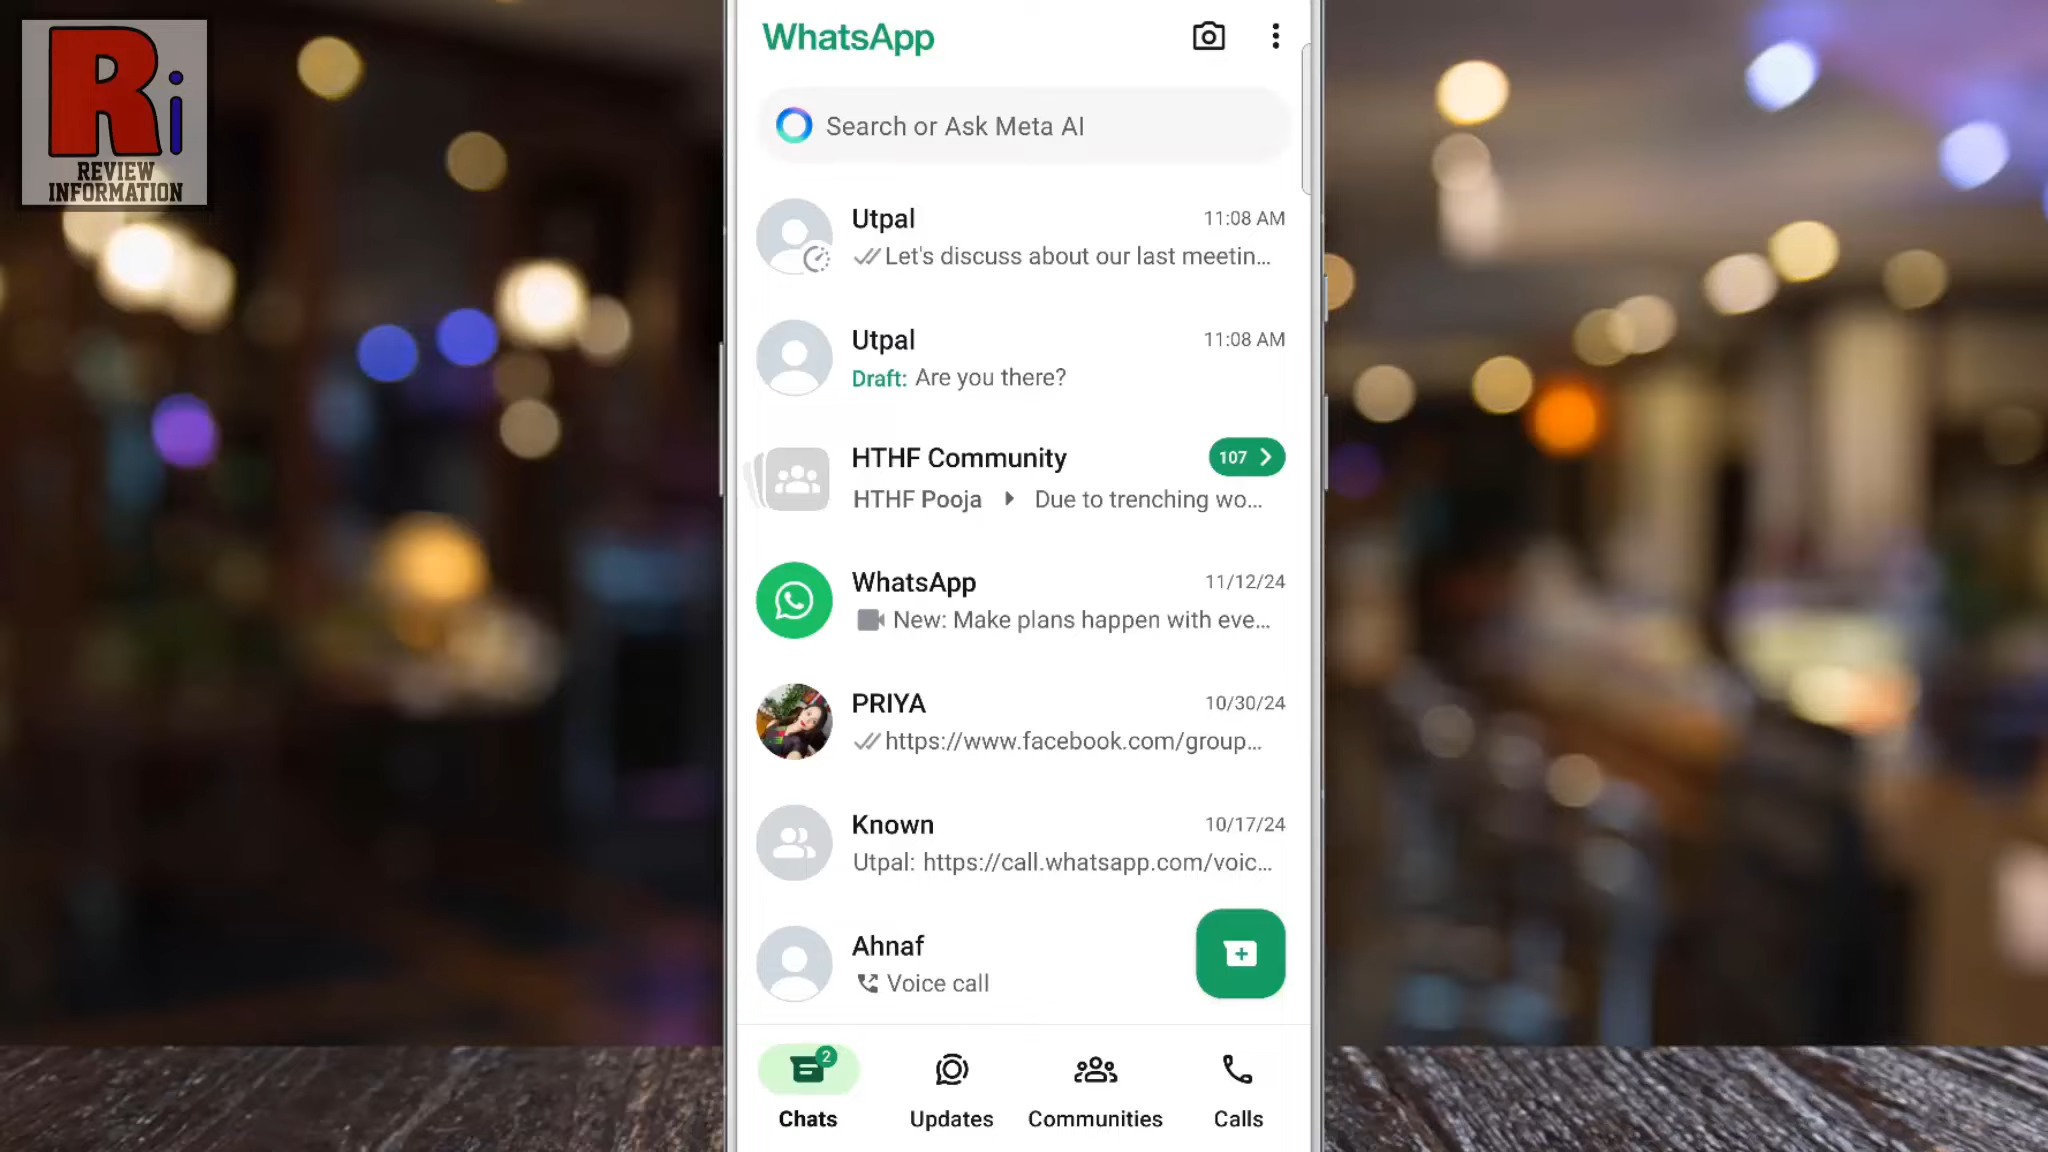 Ri
REVIEW
INFORMATION
WhatsApp
Search or Ask Meta AI
Utpal
11:08 AM
Let's discuss about our last meetin...
Utpal
11:08 AM
Draft: Are you there?
HTHF Community
107
HTHF Pooja
Due to trenching wo...
WhatsApp
11/12/24
New: Make plans happen with eve...
PRIYA
10/30/24
https://www.facebook.com/group...
Known
10/17/24
Utpal: https://call.whatsapp.com/voic...
Ahnaf
Voice call
2
Chats
Updates
Communities
Calls